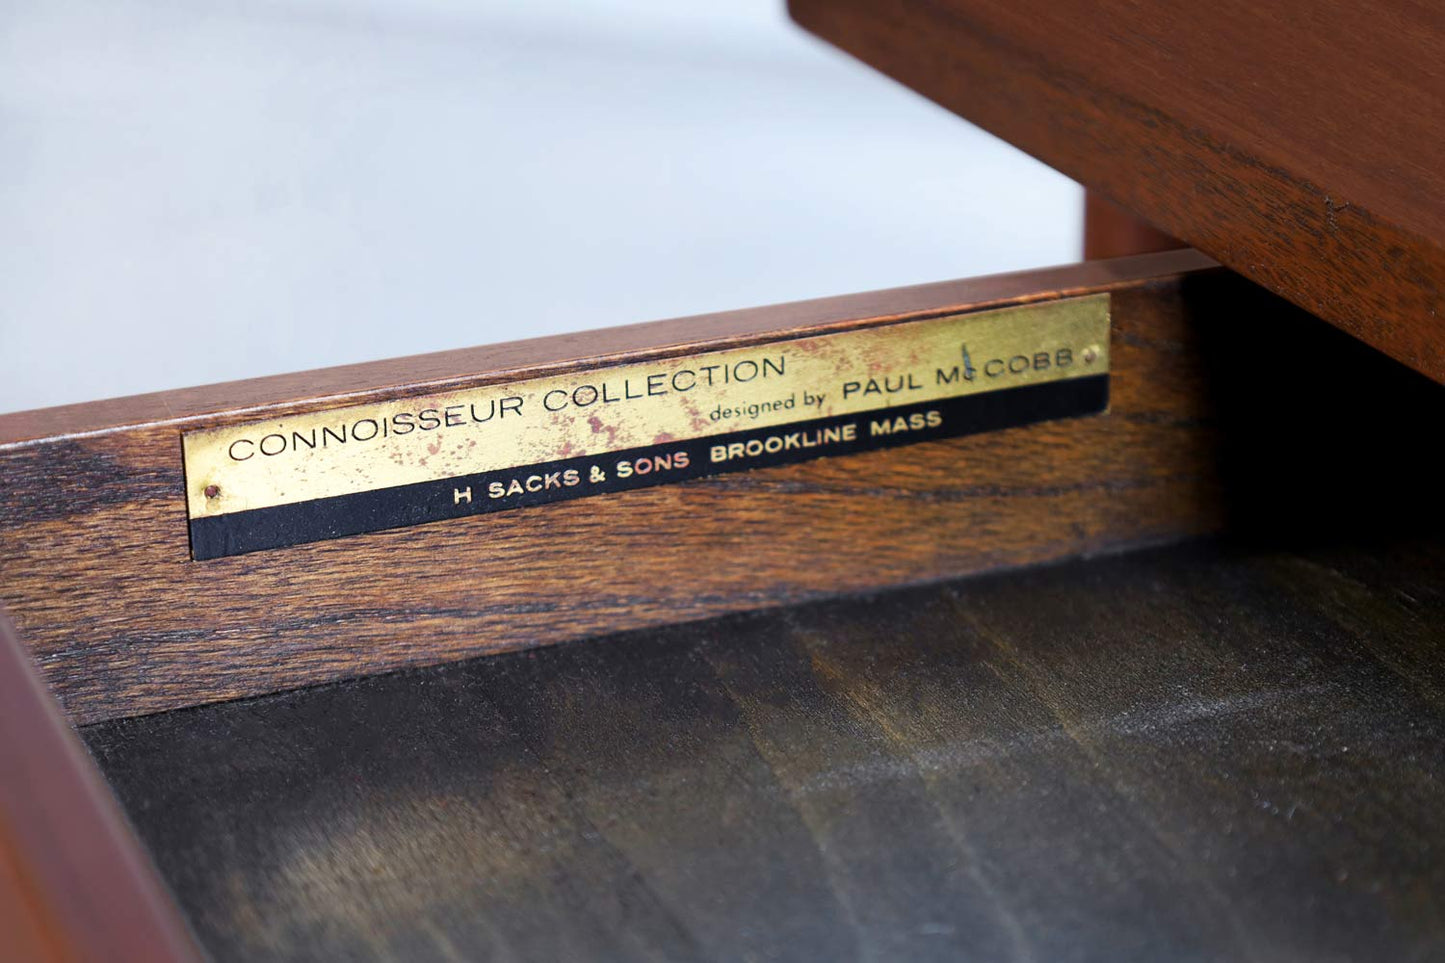 CONNOISSEUR COLLECTION
designed by PAUL McCOBB
H SACKS & SONS BROOKLINE MASS